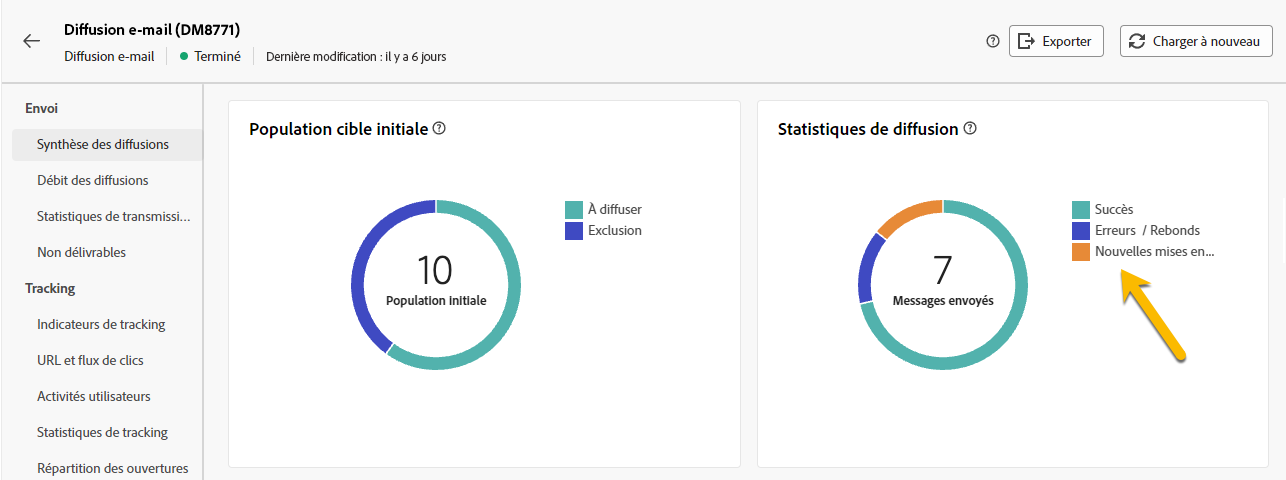 Diffusion e-mail (DM8771)
Diffusion e-mail
Terminé
Dernière modification : il y a 6 jours
Exporter
Charger à nouveau
Envoi
Synthèse des diffusions
Débit des diffusions
Statistiques de transmissi...
Non délivrables
Tracking
Indicateurs de tracking
URL et flux de clics
Activités utilisateurs
Statistiques de tracking
Répartition des ouvertures
Population cible initiale
10
Population initiale
À diffuser
Exclusion
Statistiques de diffusion
7
Messages envoyés
Succès
Erreurs / Rebonds
Nouvelles mises en...